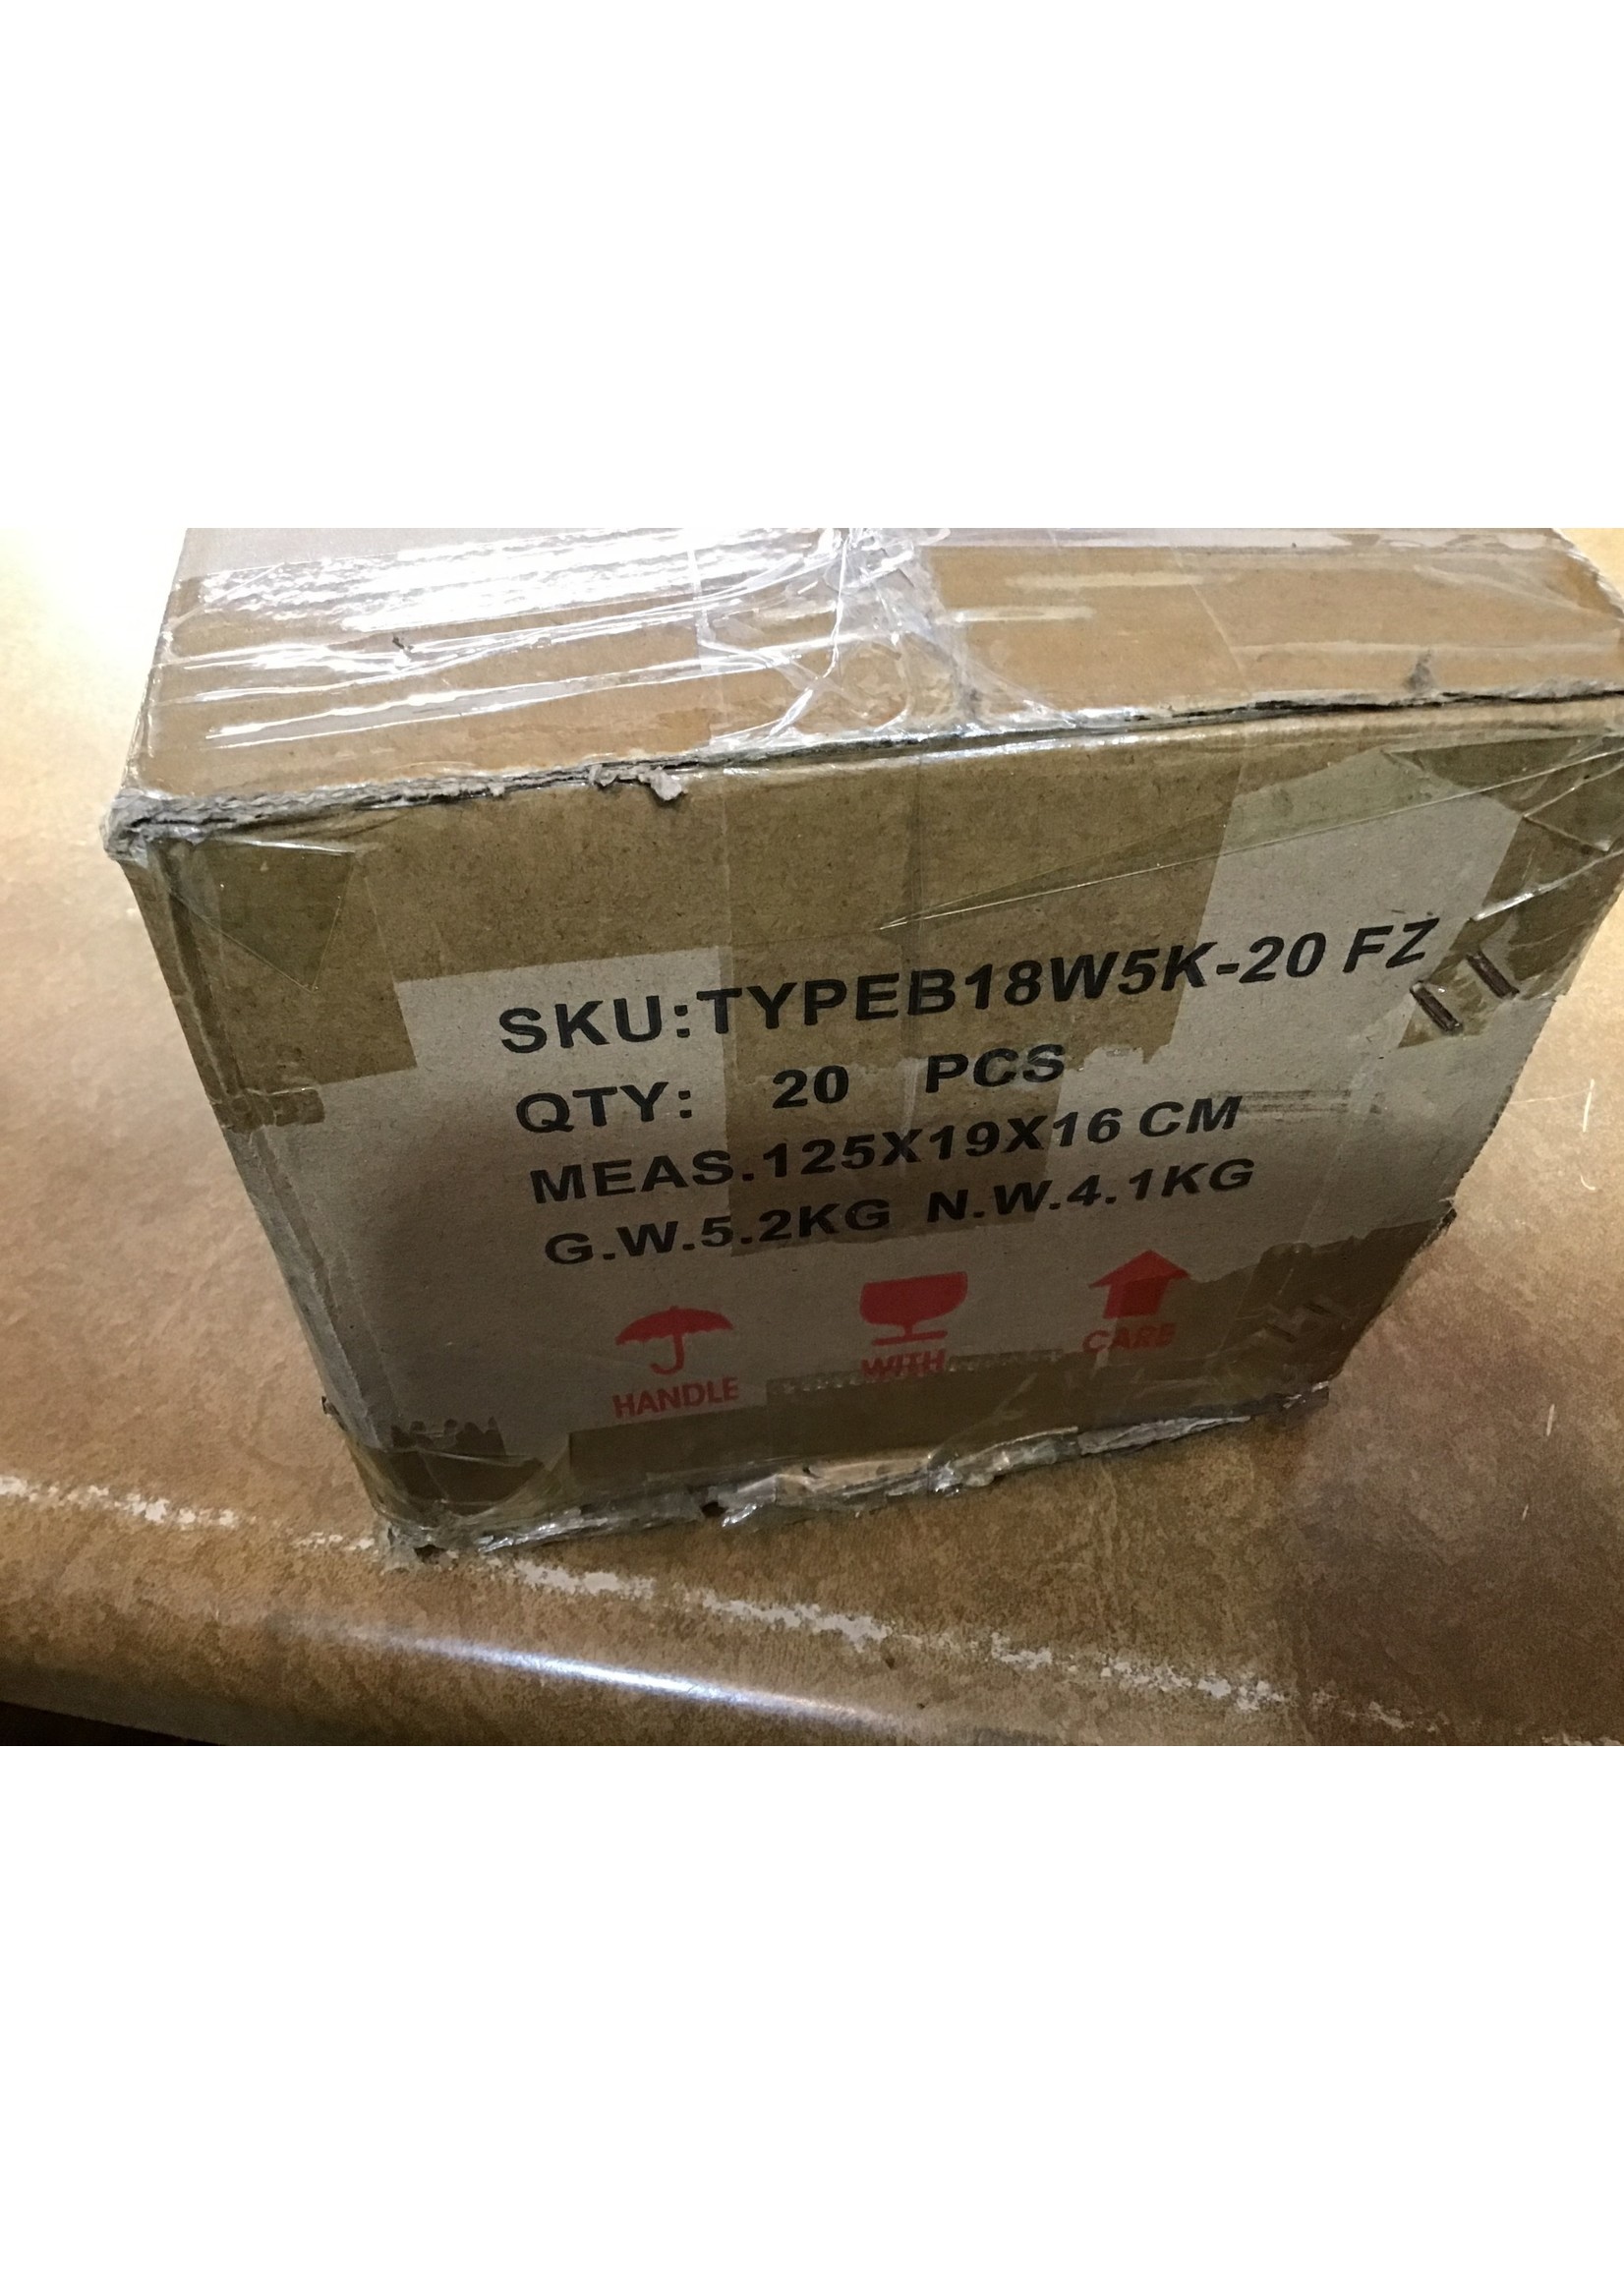 SKU:TYPEB18W5K-20 FZ
QTY: 20 PCS
MEAS.125X19X16 CM
G.W.5.2KG N.W.4.1KG
HANDLE WITH CARE